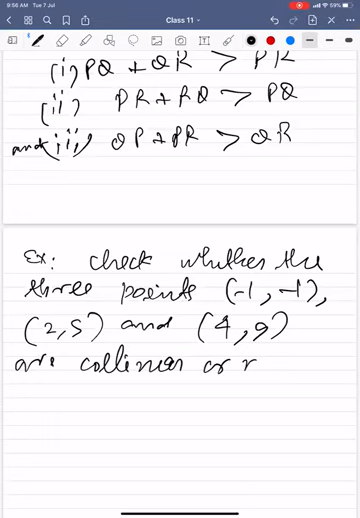 9:56 AM Tue 7 Jul
Class 11
(i) PQ + QR > PR
(ii) PR + RQ > PQ
and (iii) QP + PR > QR
Ex: check whether the
three points (-1, -1),
(2, 5) and (4, 9)
are collinear or n